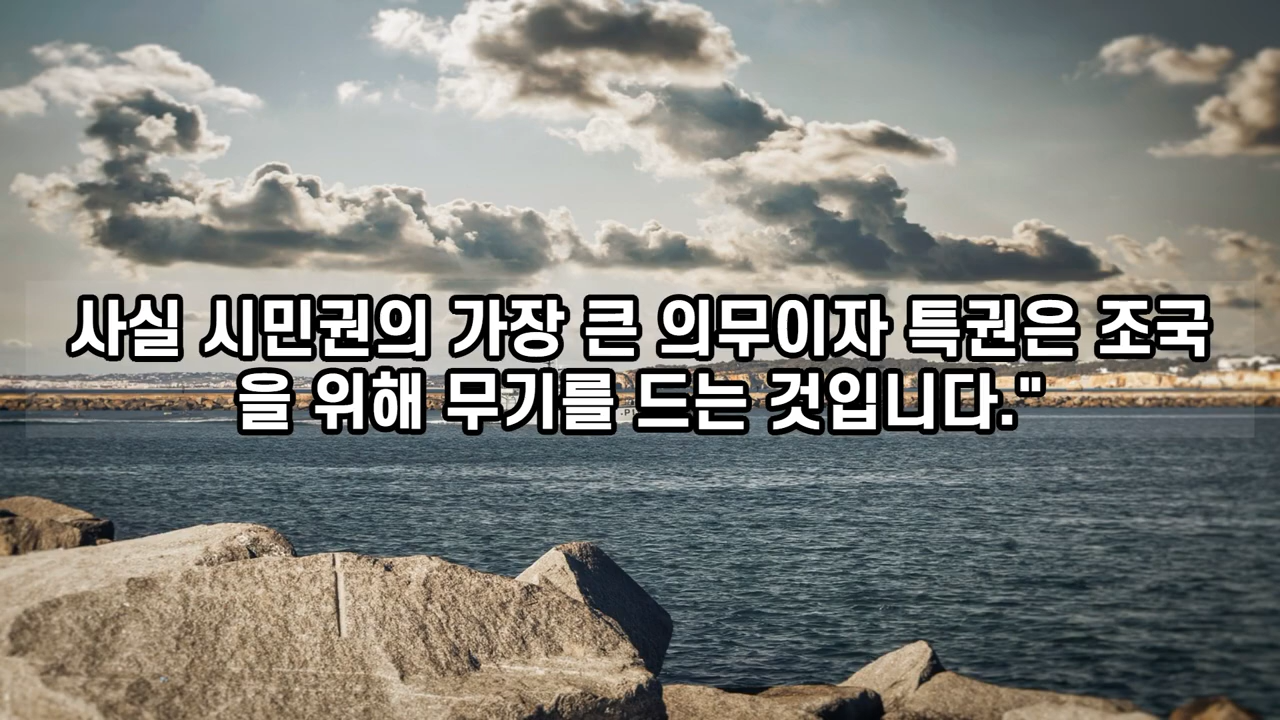 사실 시민권의 가장 큰 의무이자 특권은 조국
을 위해 무기를 드는 것입니다."